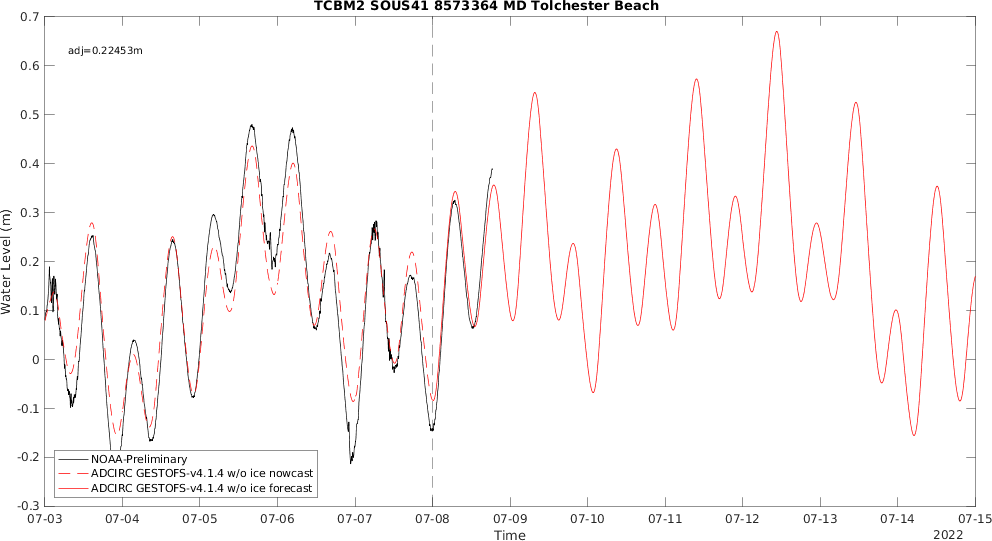 TCBM2 SOUS41 8573364 MD Tolchester Beach
adj=0.22453m
0.7
0.6
0.5
0.4
0.3
0.2
0.1
0
-0.1
-0.2
-0.3
Water Level (m)
NOAA-Preliminary
ADCIRC GESTOFS-v4.1.4 w/o ice nowcast
ADCIRC GESTOFS-v4.1.4 w/o ice forecast
07-03 07-04 07-05 07-06 07-07 07-08 07-09 07-10 07-11 07-12 07-13 07-14 07-15
Time
2022